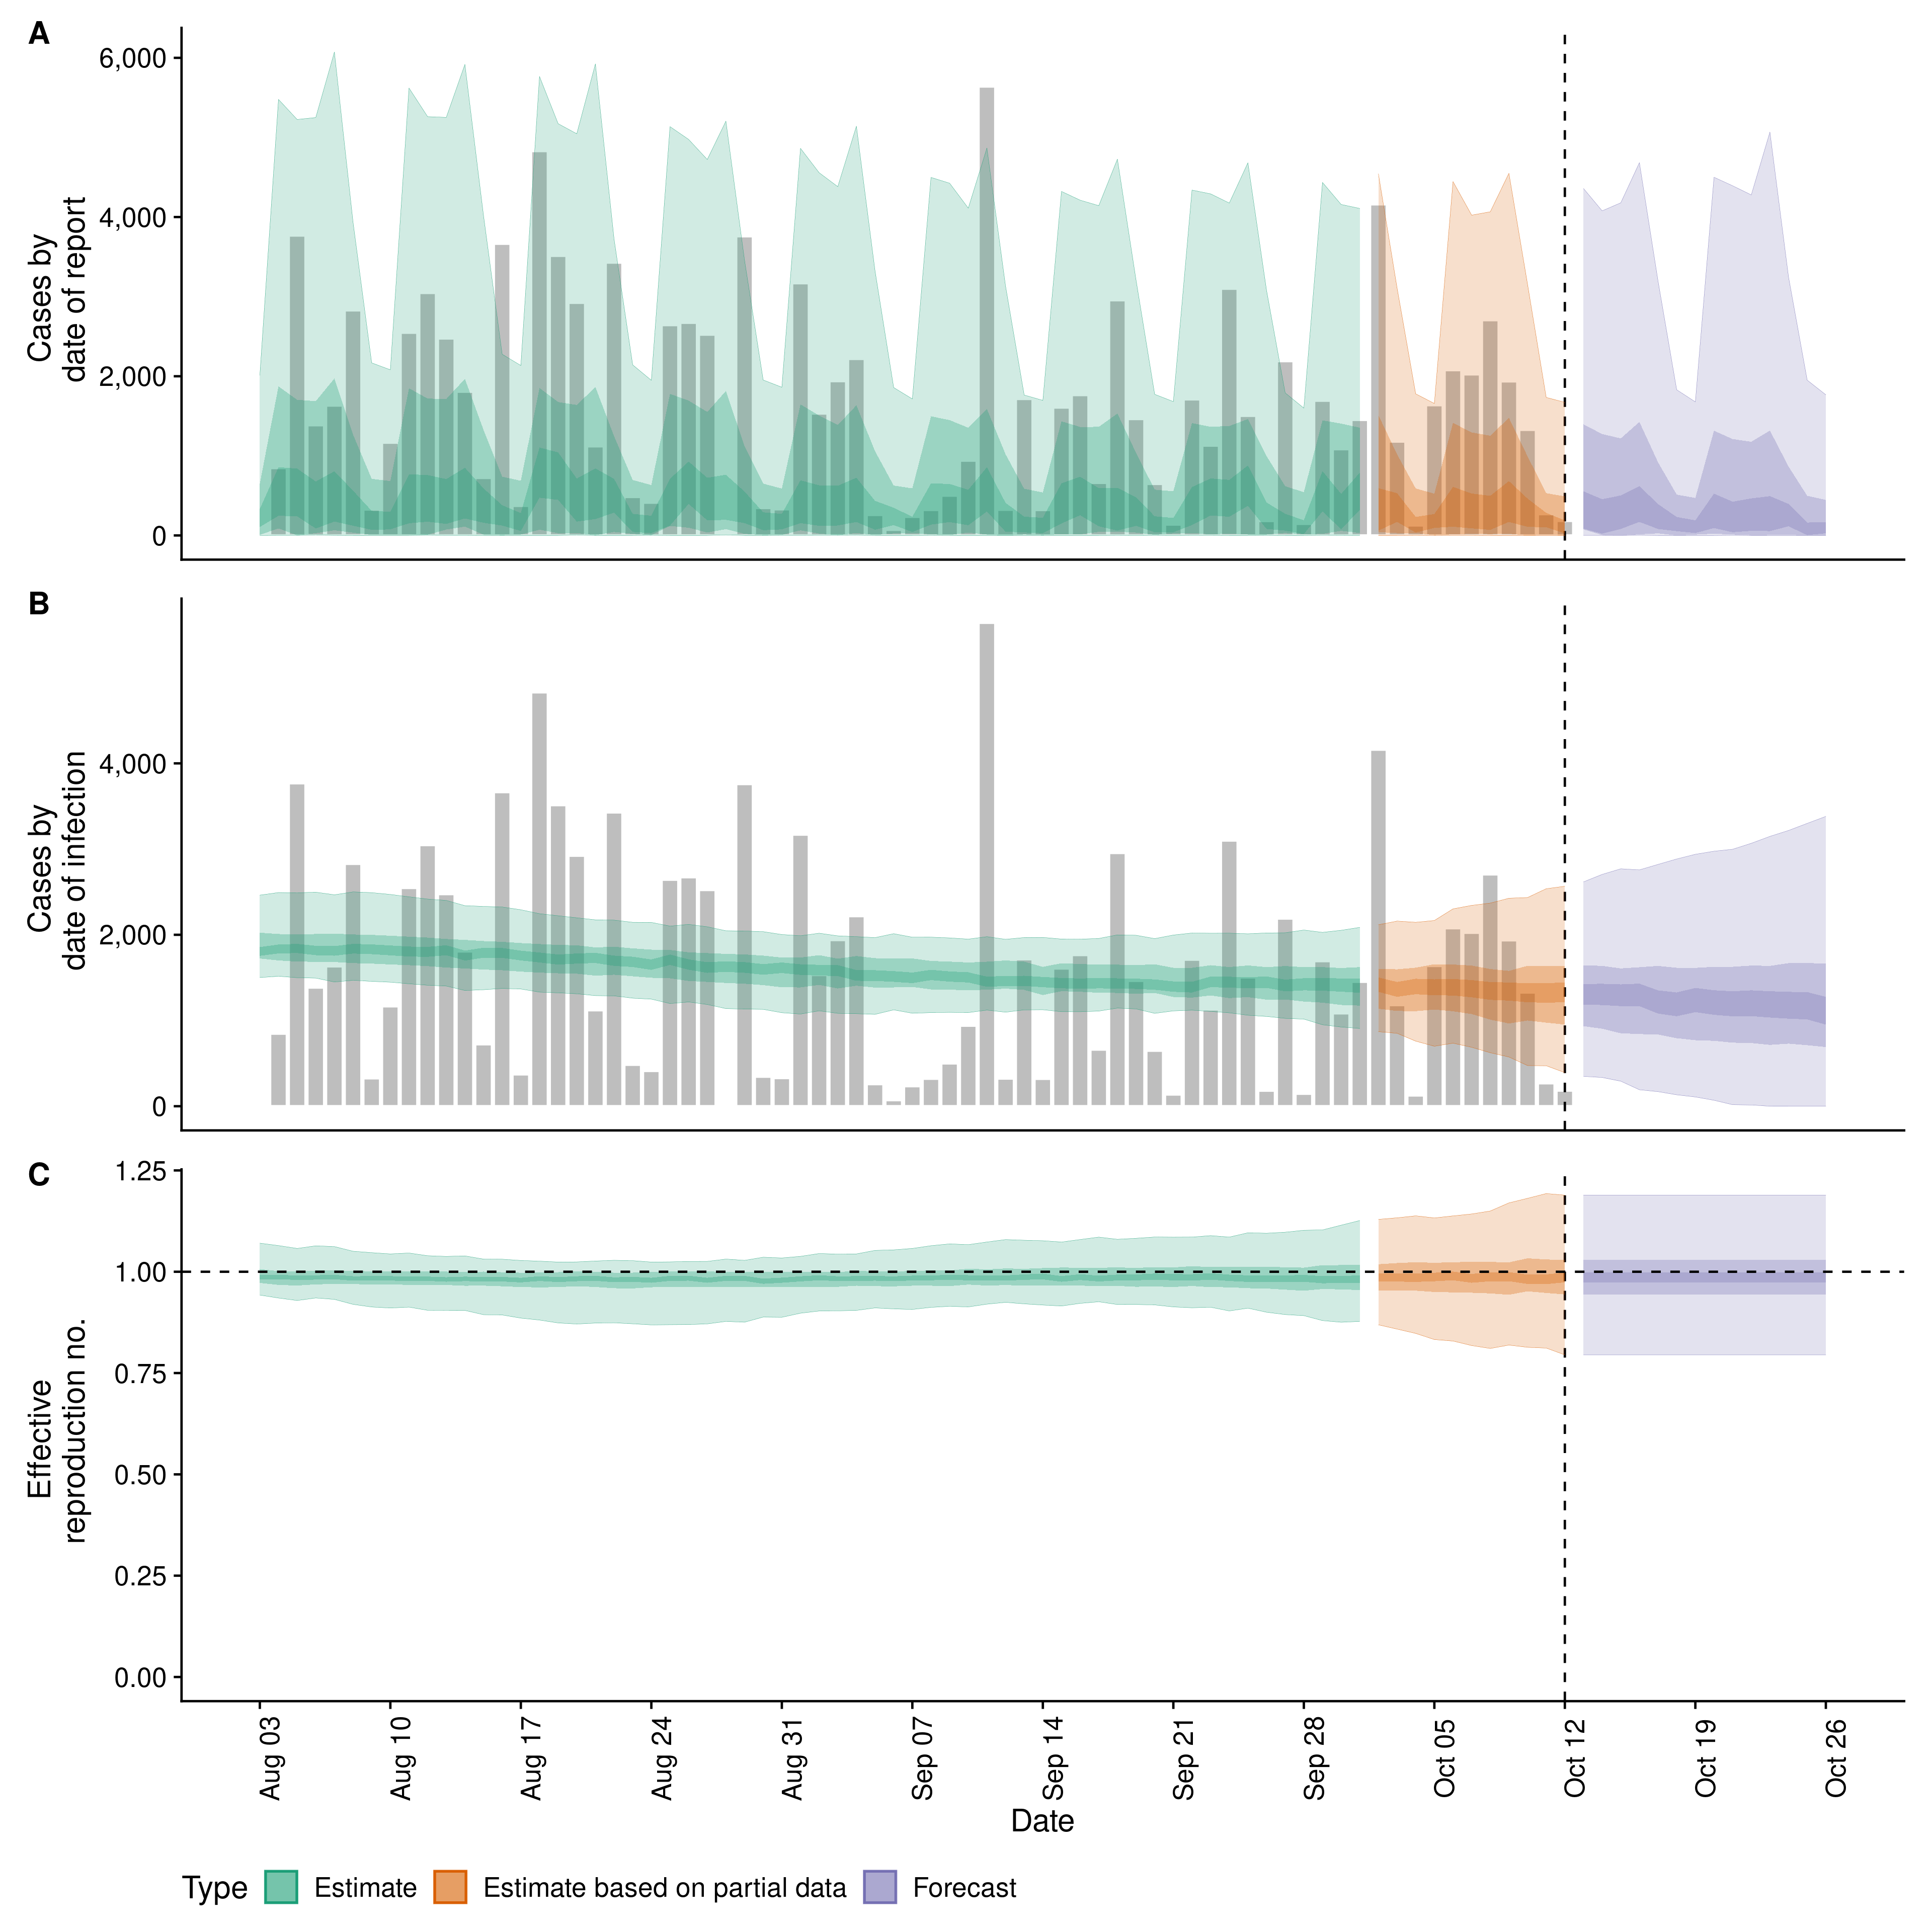 A
Cases by
date of report
6,000
4,000
2,000
0
B
Cases by
date of infection
4,000
2,000
0
C
Effective
reproduction no.
1.25
1.00
0.75
0.50
0.25
0.00
Aug 03
Aug 10
Aug 17
Aug 24
Aug 31
Sep 07
Sep 14
Sep 21
Sep 28
Oct 05
Oct 12
Oct 19
Oct 26
Date
Type Estimate Estimate based on partial data Forecast